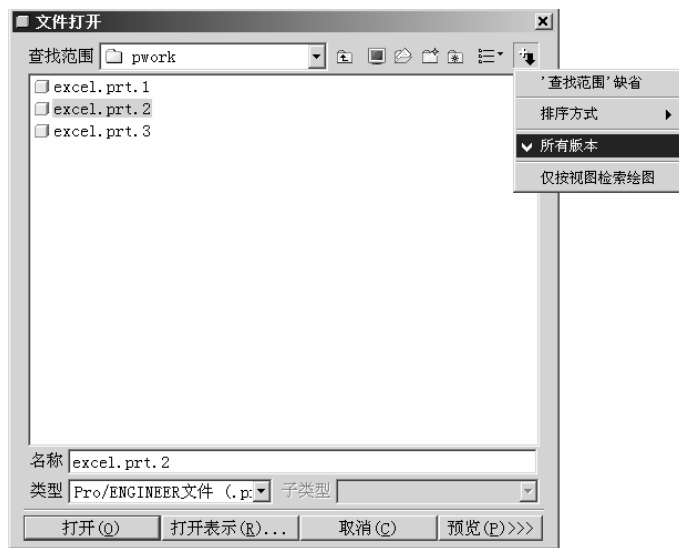 文件打开
查找范围 pwork
'查找范围'缺省
excel.prt.1
排序方式
excel.prt.2
所有版本
excel.prt.3
仅按视图检索绘图
名称 excel.prt.2
类型 Pro/ENGINEER文件 (.p: 子类型
打开(O) 打开表示(R)... 取消(C) 预览(P)>>>